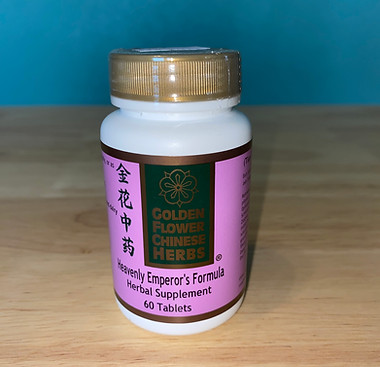 金花中药
GOLDEN
FLOWER
CHINESE
HERBS
®
Heavenly Emperor's Formula
Herbal Supplement
60 Tablets